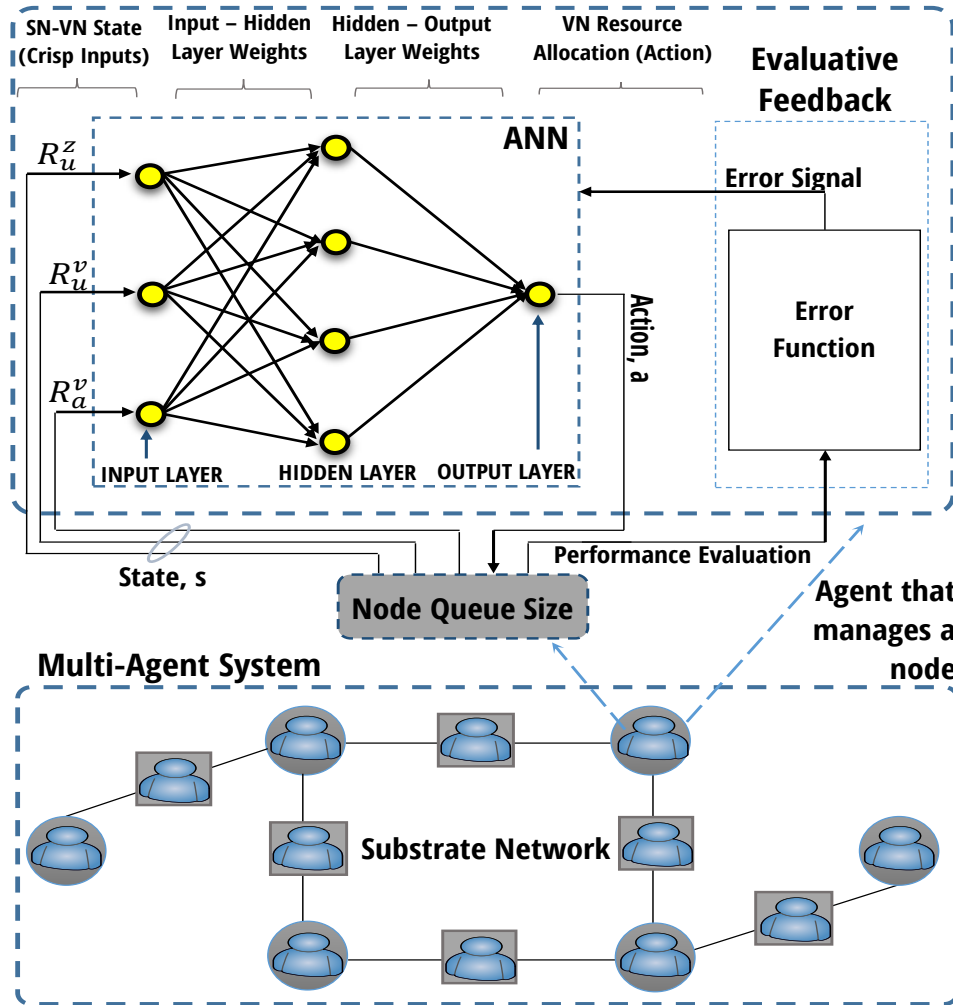 SN-VN State
(Crisp Inputs)
Input – Hidden
Layer Weights
Hidden – Output
Layer Weights
VN Resource
Allocation (Action)
Evaluative
Feedback
ANN
R_u^z
R_u^v
R_a^v
INPUT LAYER
HIDDEN LAYER
OUTPUT LAYER
Action, a
Error Signal
Error
Function
State, s
Performance Evaluation
Node Queue Size
Agent that
manages a
node
Multi-Agent System
Substrate Network